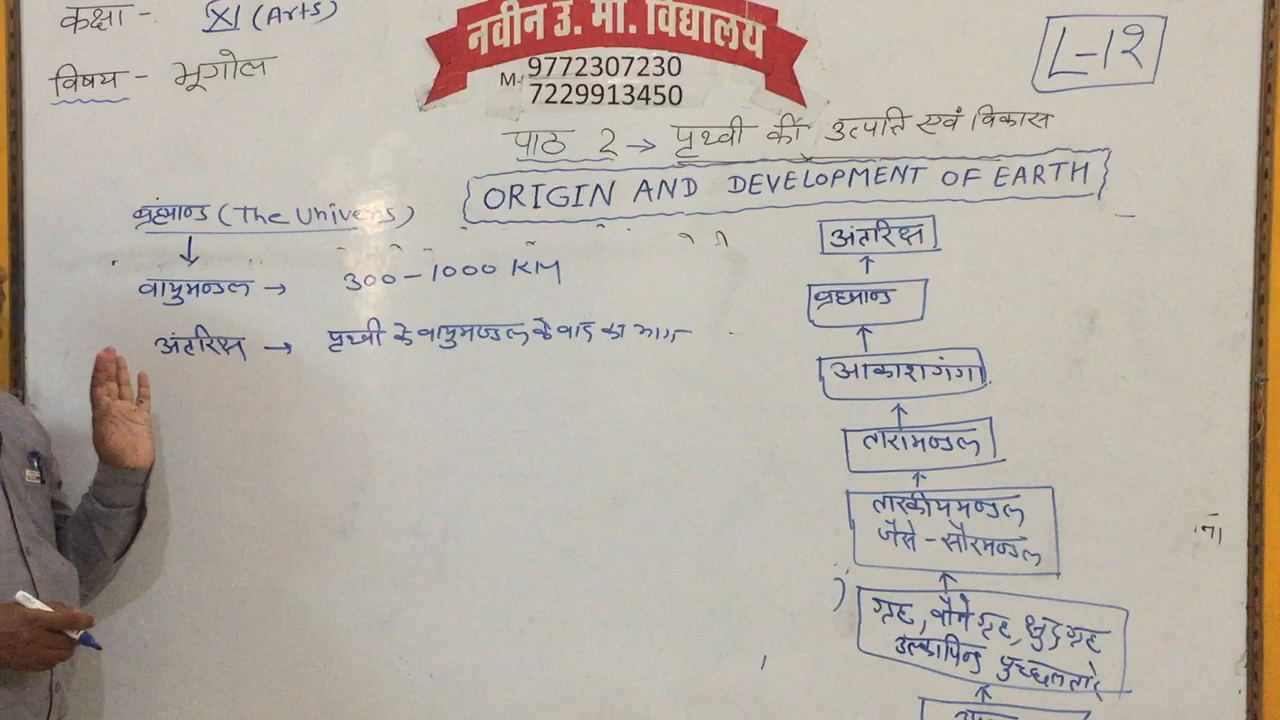 कक्षा - XI (Arts)
विषय - भूगोल
नवीन उ. मा. विद्यालय
M- 9772307230
7229913450
L-12
पाठ 2 → पृथ्वी की उत्पति एवं विकास
ORIGIN AND DEVELOPMENT OF EARTH
ब्रह्माण्ड (The Univers)
↓
वायुमण्डल → 300-1000 KM
अंतरिक्ष → पृथ्वी के वायुमण्डल के बाद का भाग
अंतरिक्ष
↑
ब्रह्माण्ड
↑
आकाशगंगा
↑
तारामण्डल
↑
तारकीयमण्डल
जैसे - सौरमण्डल
↑
ग्रह, बौने ग्रह, क्षुद्रग्रह
उल्कापिण्ड पुच्छलतारे
↑